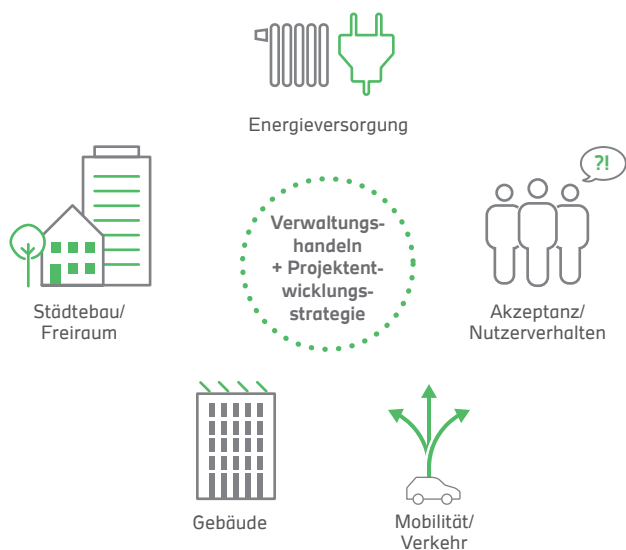 Energieversorgung
?!
Verwaltungs-
handeln
+ Projektent-
wicklungs-
strategie
Städtebau/
Freiraum
Akzeptanz/
Nutzerverhalten
Gebäude
Mobilität/
Verkehr